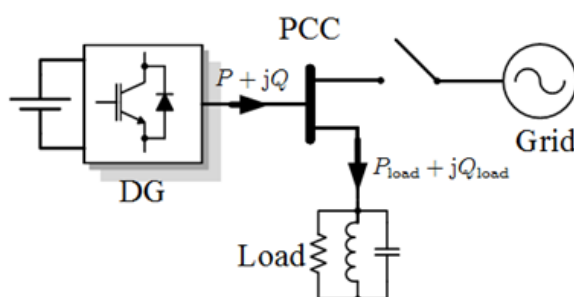 PCC
P + jQ
Grid
DG
P_load + jQ_load
Load